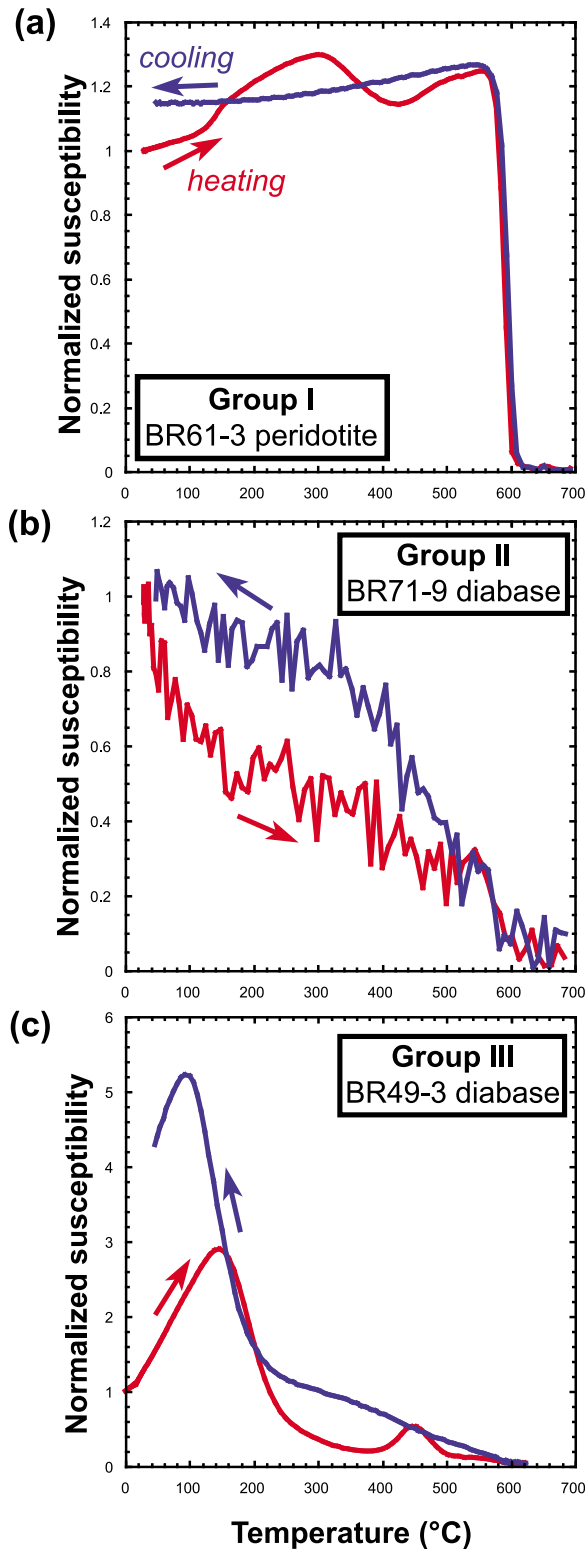 (a)
1.4
cooling
1.2
1
heating
0.8
0.6
0.4
Group I
BR61-3 peridotite
0.2
0
0 100 200 300 400 500 600 700
Normalized susceptibility
(b)
1.2
Group II
BR71-9 diabase
1
0.8
0.6
0.4
0.2
0
0 100 200 300 400 500 600 700
Normalized susceptibility
(c)
6
Group III
BR49-3 diabase
5
4
3
2
1
0
0 100 200 300 400 500 600 700
Normalized susceptibility
Temperature (°C)